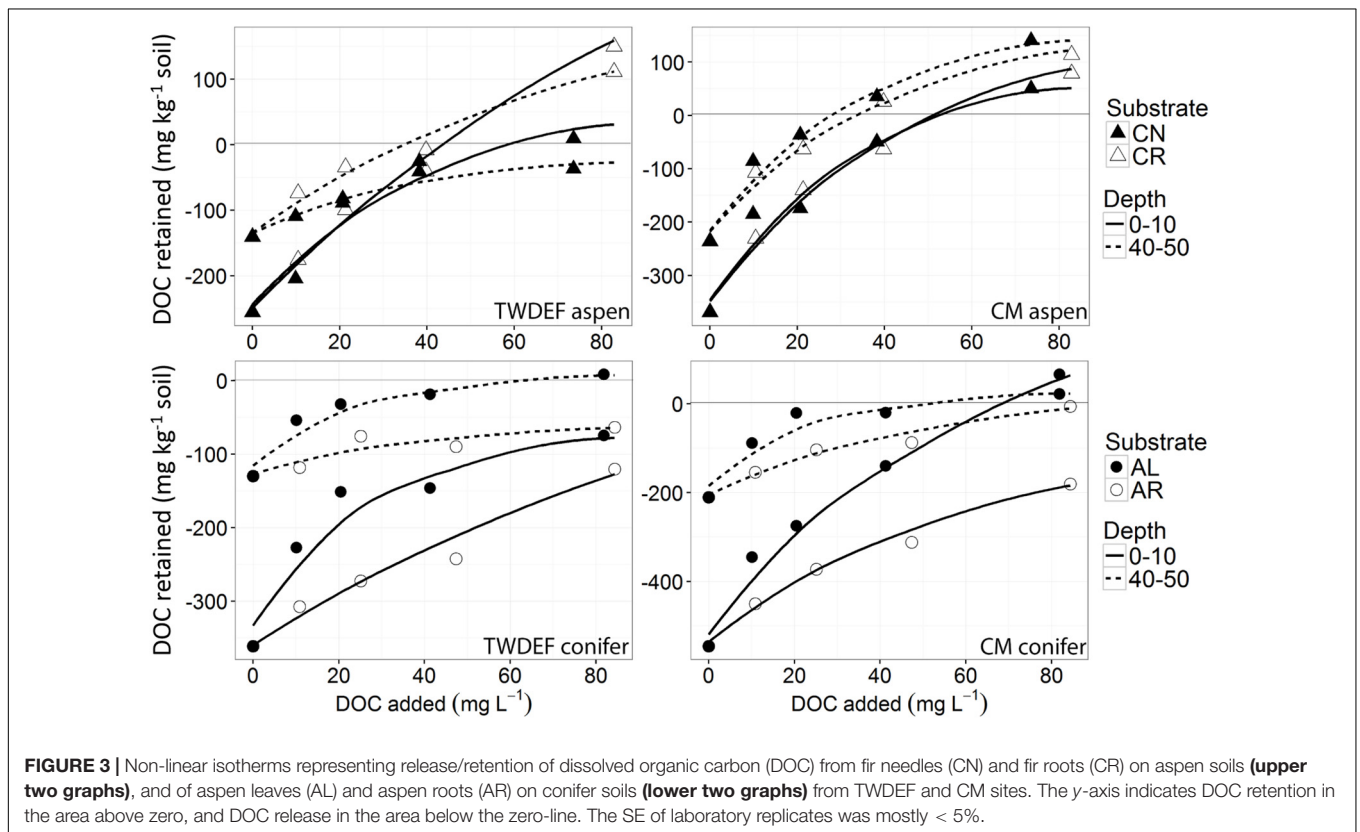 DOC retained (mg kg⁻¹ soil)
100
0
-100
-200
0
20
40
60
80
TWDEF aspen
100
0
-100
-200
-300
0
20
40
60
80
CM aspen
Substrate
CN
CR
Depth
0-10
40-50
DOC retained (mg kg⁻¹ soil)
0
-100
-200
-300
0
20
40
60
80
TWDEF conifer
DOC added (mg L⁻¹)
0
-200
-400
0
20
40
60
80
CM conifer
DOC added (mg L⁻¹)
Substrate
AL
AR
Depth
0-10
40-50
FIGURE 3 | Non-linear isotherms representing release/retention of dissolved organic carbon (DOC) from fir needles (CN) and fir roots (CR) on aspen soils (upper
two graphs), and of aspen leaves (AL) and aspen roots (AR) on conifer soils (lower two graphs) from TWDEF and CM sites. The y-axis indicates DOC retention in
the area above zero, and DOC release in the area below the zero-line. The SE of laboratory replicates was mostly < 5%.